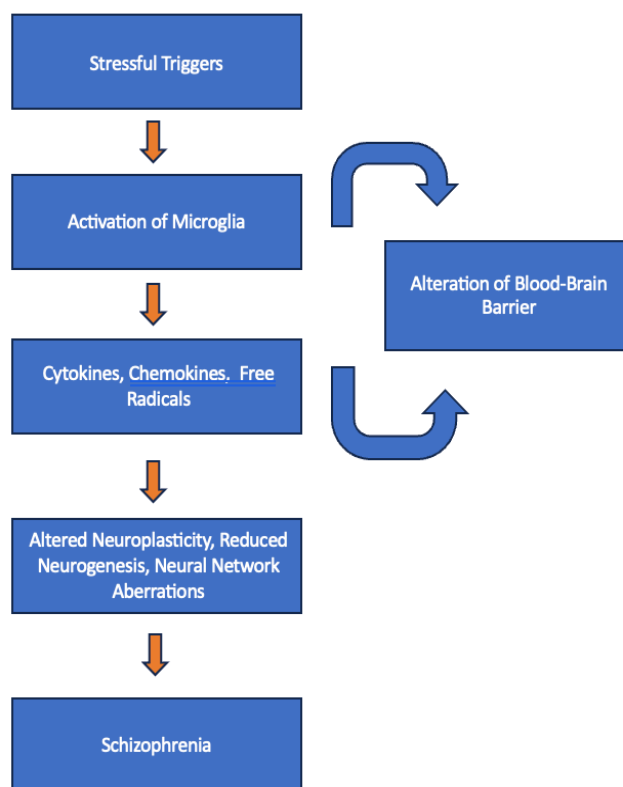 Stressful Triggers
Activation of Microglia
Alteration of Blood-Brain
Barrier
Cytokines, Chemokines.  Free
Radicals
Altered Neuroplasticity, Reduced
Neurogenesis, Neural Network
Aberrations
Schizophrenia